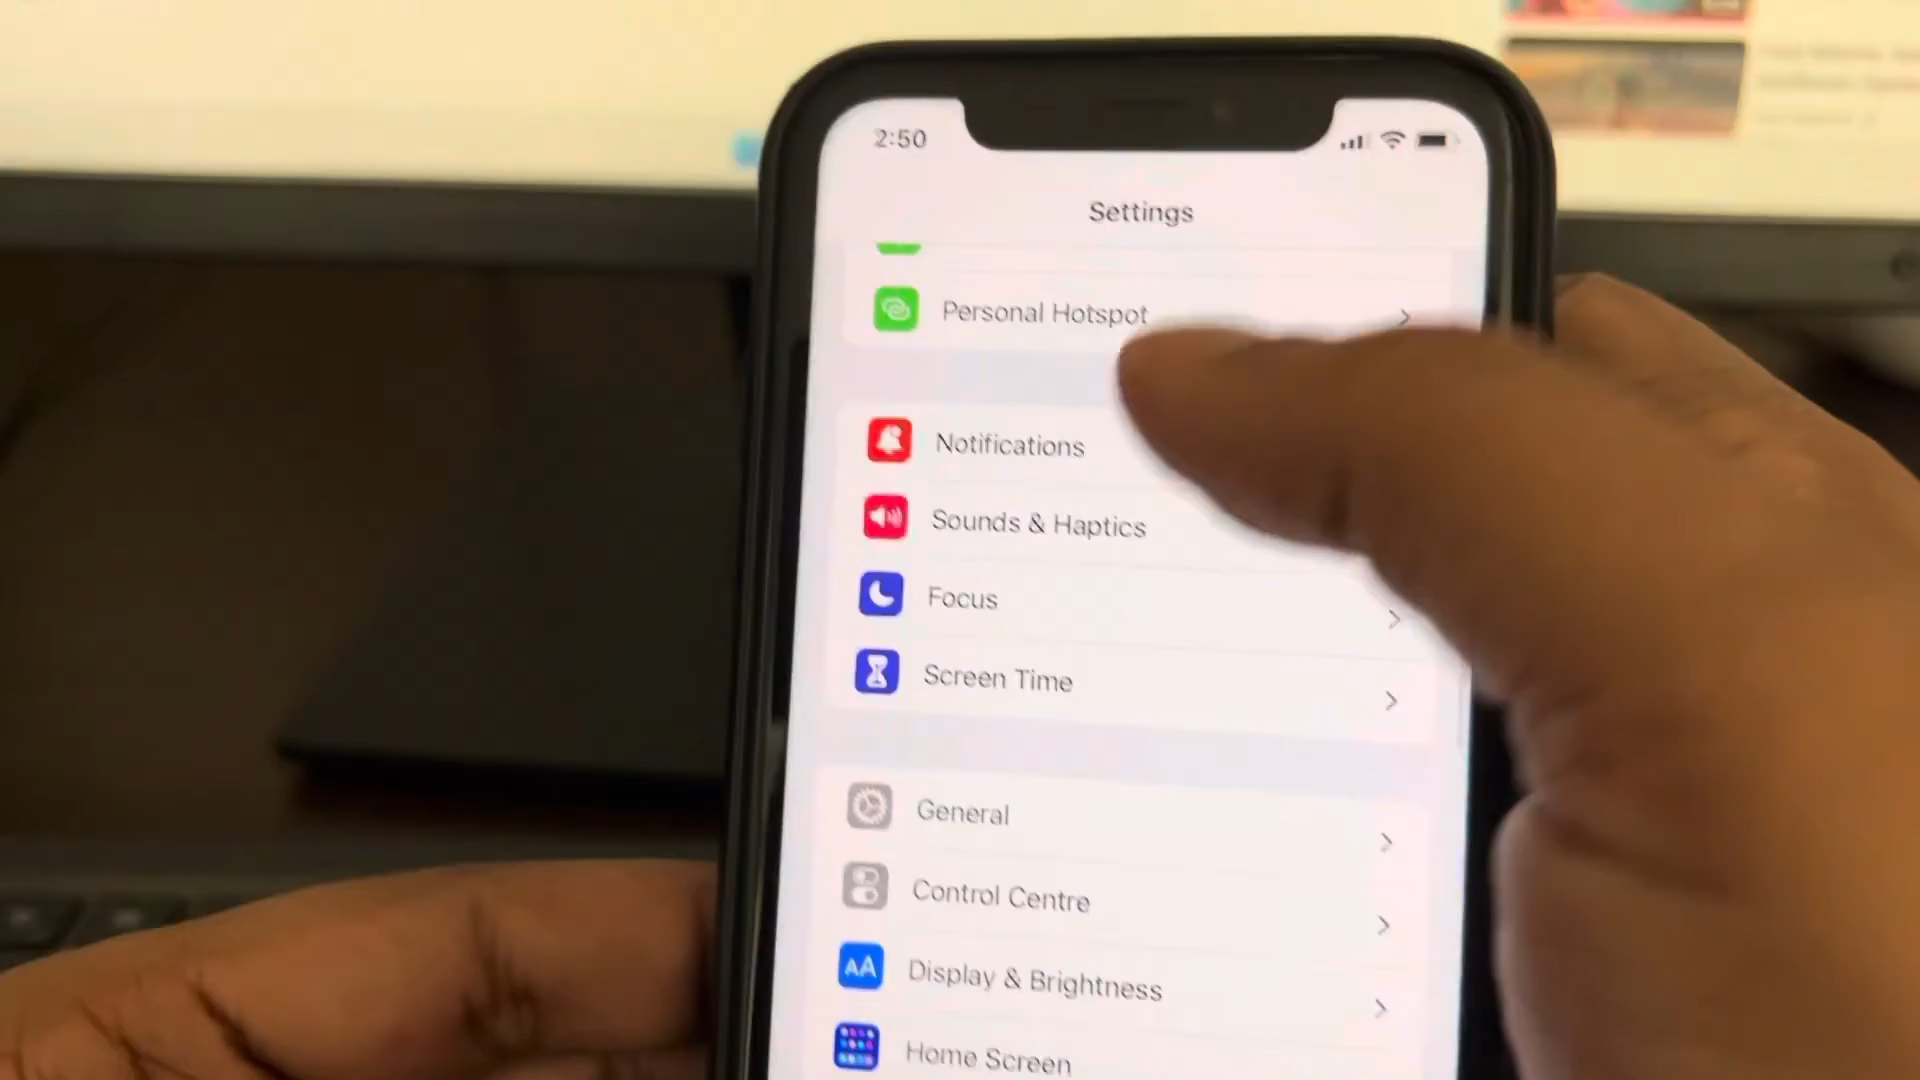 2:50
Settings
Personal Hotspot
Notifications
Sounds & Haptics
Focus
Screen Time
General
Control Centre
AA
Display & Brightness
Home Screen